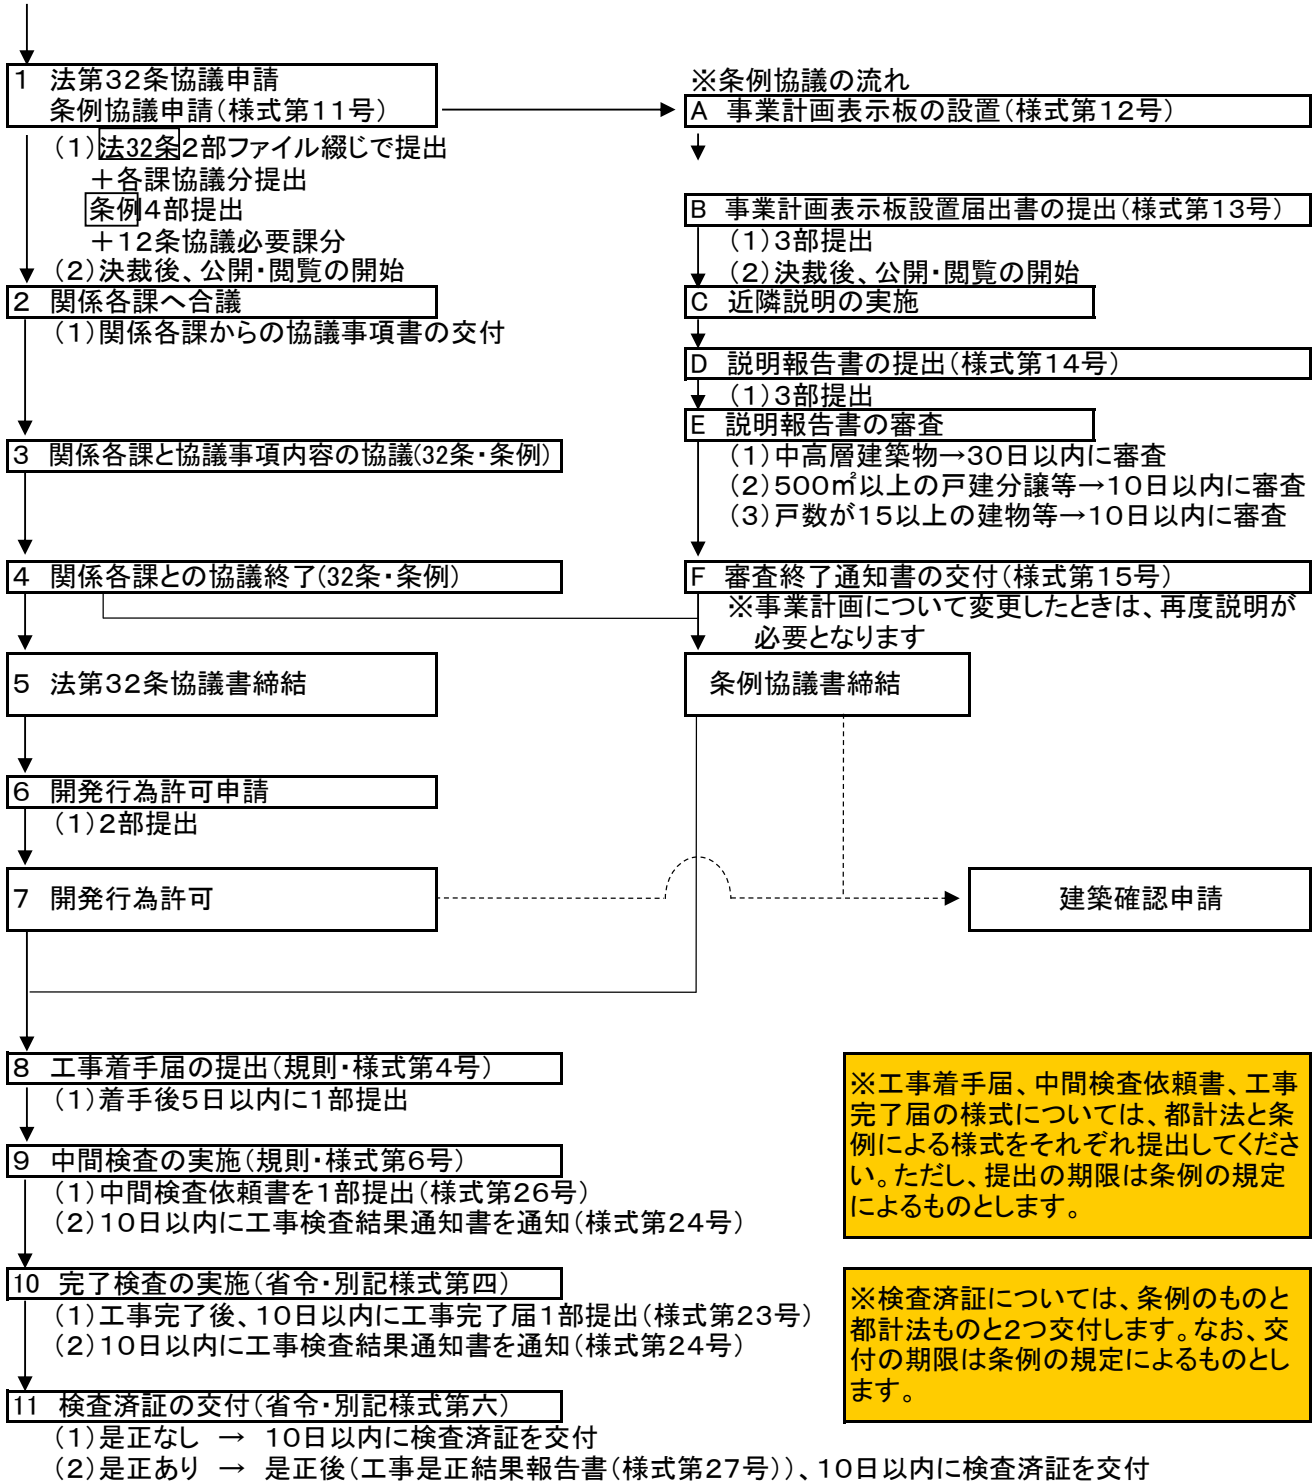 1　法第32条協議申請
条例協議申請(様式第11号)
(1)法32条2部ファイル綴じで提出
＋各課協議分提出
条例4部提出
＋12条協議必要課分
(2)決裁後、公開・閲覧の開始
2　関係各課へ合議
(1)関係各課からの協議事項書の交付
3　関係各課と協議事項内容の協議(32条・条例)
4　関係各課との協議終了(32条・条例)
5　法第32条協議書締結
6　開発行為許可申請
(1)2部提出
7　開発行為許可
※条例協議の流れ
A　事業計画表示板の設置(様式第12号)
B　事業計画表示板設置届出書の提出(様式第13号)
(1)3部提出
(2)決裁後、公開・閲覧の開始
C　近隣説明の実施
D　説明報告書の提出(様式第14号)
(1)3部提出
E　説明報告書の審査
(1)中高層建築物→30日以内に審査
(2)500㎡以上の戸建分譲等→10日以内に審査
(3)戸数が15以上の建物等→10日以内に審査
F　審査終了通知書の交付(様式第15号)
※事業計画について変更したときは、再度説明が
必要となります
条例協議書締結
建築確認申請
8　工事着手届の提出(規則・様式第4号)
(1)着手後5日以内に1部提出
9　中間検査の実施(規則・様式第6号)
(1)中間検査依頼書を1部提出(様式第26号)
(2)10日以内に工事検査結果通知書を通知(様式第24号)
10　完了検査の実施(省令・別記様式第四)
(1)工事完了後、10日以内に工事完了届1部提出(様式第23号)
(2)10日以内に工事検査結果通知書を通知(様式第24号)
11　検査済証の交付(省令・別記様式第六)
(1)是正なし　→　10日以内に検査済証を交付
(2)是正あり　→　是正後(工事是正結果報告書(様式第27号))、10日以内に検査済証を交付
※工事着手届、中間検査依頼書、工事
完了届の様式については、都計法と条
例による様式をそれぞれ提出してくださ
い。ただし、提出の期限は条例の規定
によるものとします。
※検査済証については、条例のものと
都計法ものと2つ交付します。なお、交
付の期限は条例の規定によるものとし
ます。